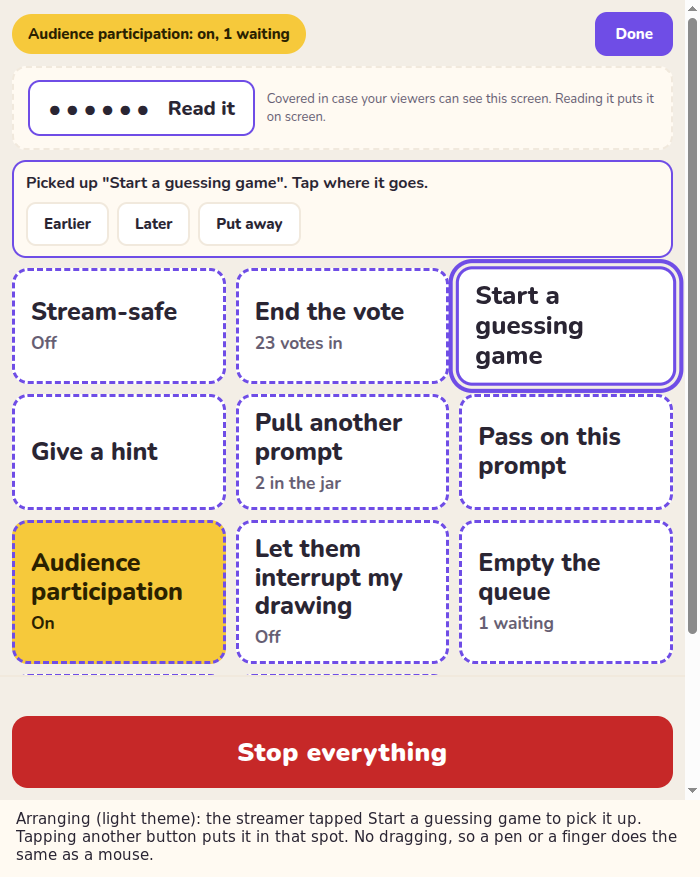 Audience participation: on, 1 waiting
Done
●●●●●● Read it
Covered in case your viewers can see this screen. Reading it puts it
on screen.
Picked up "Start a guessing game". Tap where it goes.
Earlier
Later
Put away
Stream-safe
Off
End the vote
23 votes in
Start a
guessing
game
Give a hint
Pull another
prompt
2 in the jar
Pass on this
prompt
Audience
participation
On
Let them
interrupt my
drawing
Off
Empty the
queue
1 waiting
Stop everything
Arranging (light theme): the streamer tapped Start a guessing game to pick it up.
Tapping another button puts it in that spot. No dragging, so a pen or a finger does the
same as a mouse.